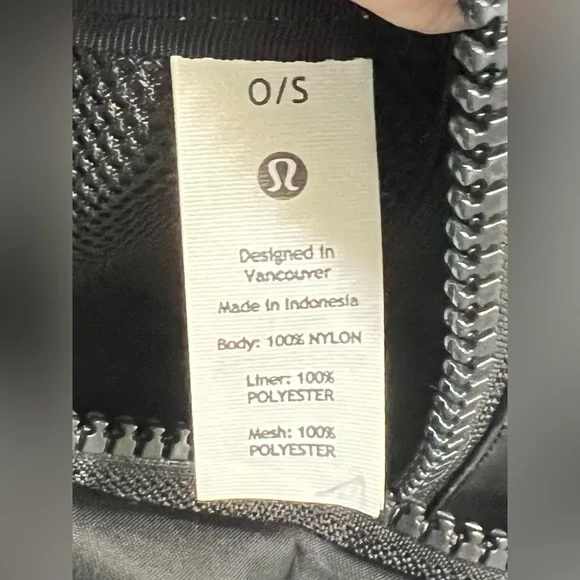 O/S
Designed in
Vancouver
Made in Indonesia
Body: 100% NYLON
Liner: 100%
POLYESTER
Mesh: 100%
POLYESTER